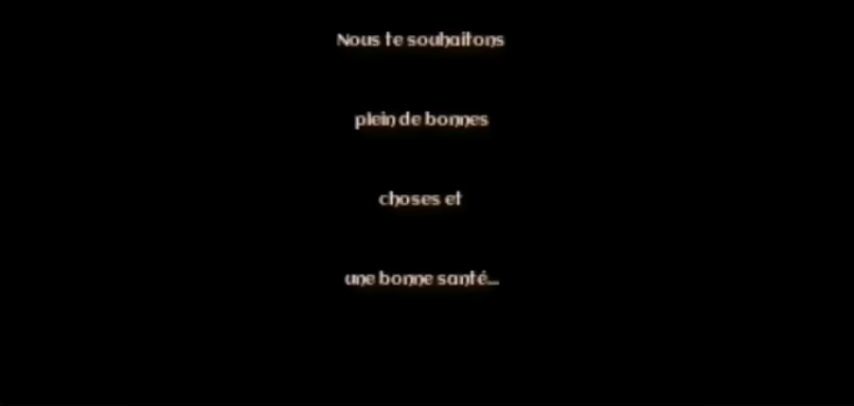 Nous te souhaitons
plein de bonnes
choses et
une bonne santé...